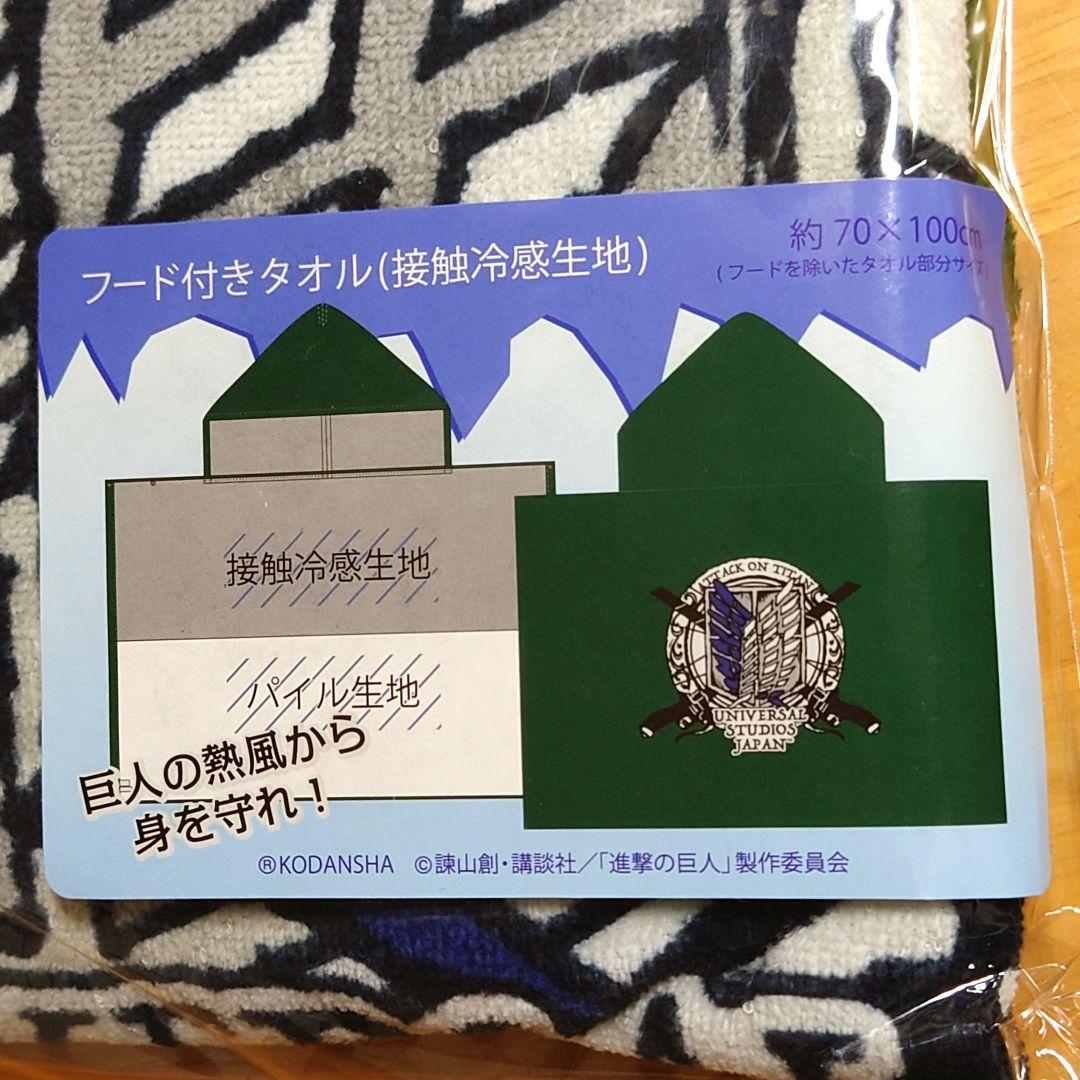 フード付きタオル(接触冷感生地)
約 70×100cm
(フードを除いたタオル部分サイズ)
接触冷感生地
パイル生地
巨人の熱風から
身を守れ!
ATTACK ON TITAN
UNIVERSAL
STUDIOS
JAPAN
®KODANSHA ©諫山創・講談社/「進撃の巨人」製作委員会